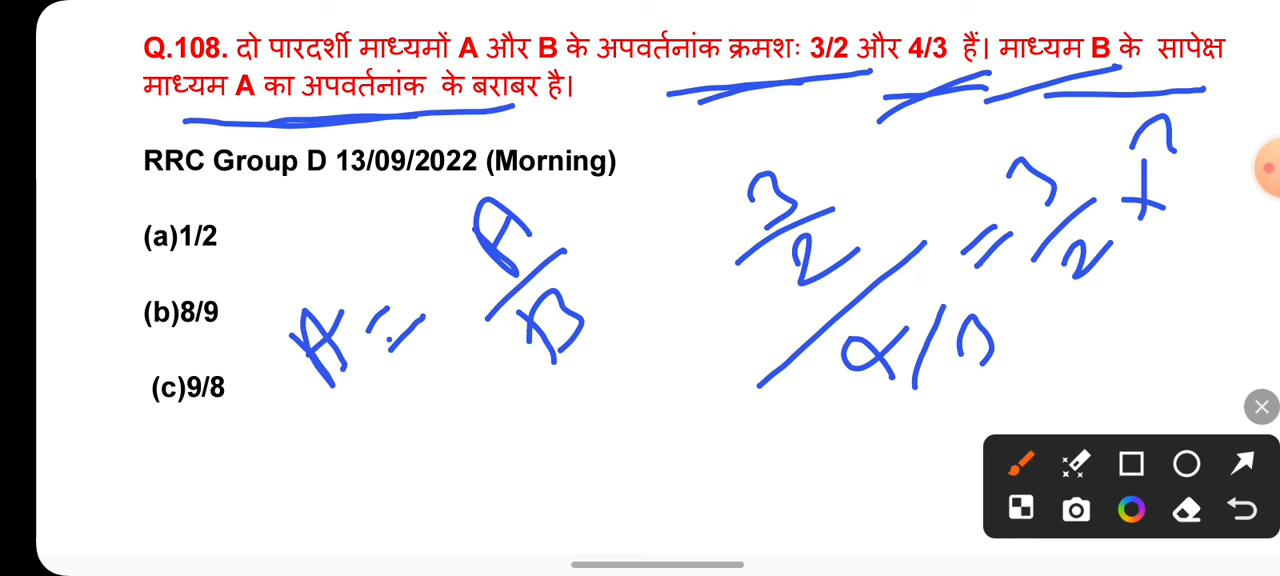 Q.108. दो पारदर्शी माध्यमों A और B के अपवर्तनांक क्रमशः 3/2 और 4/3 हैं। माध्यम B के सापेक्ष
माध्यम A का अपवर्तनांक के बराबर है।
RRC Group D 13/09/2022 (Morning)
(a)1/2
(b)8/9
(c)9/8
A = A/B
3/2
= 3/2